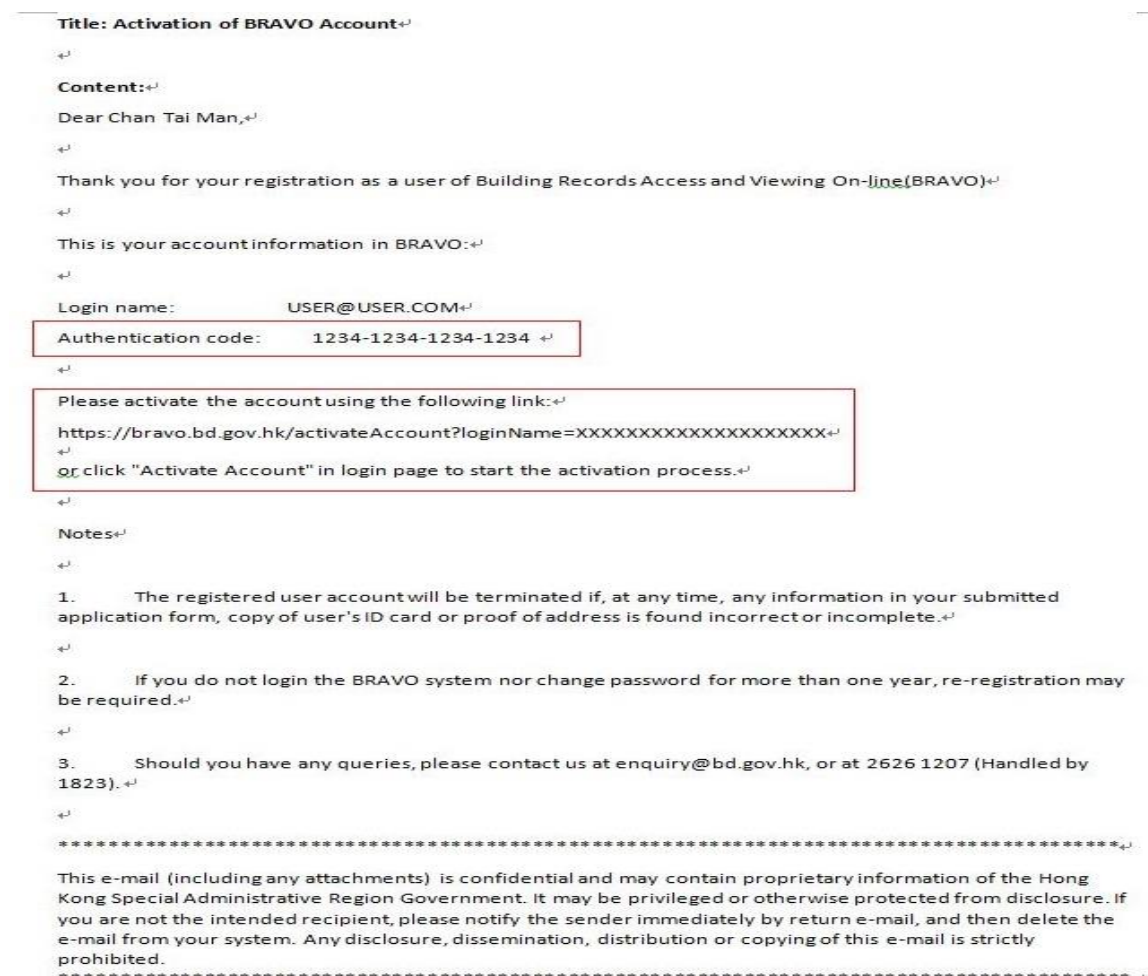 Title: Activation of BRAVO Account↵
↵
Content:↵
Dear Chan Tai Man,↵
↵
Thank you for your registration as a user of Building Records Access and Viewing On-line(BRAVO)↵
↵
This is your account information in BRAVO:↵
↵
Login name: USER@USER.COM↵
Authentication code: 1234-1234-1234-1234 ↵
↵
Please activate the account using the following link:↵
https://bravo.bd.gov.hk/activateAccount?loginName=XXXXXXXXXXXXXXXXXXXX↵
↵
or click "Activate Account" in login page to start the activation process.↵
↵
Notes↵
↵
1. The registered user account will be terminated if, at any time, any information in your submitted
application form, copy of user's ID card or proof of address is found incorrect or incomplete.↵
↵
2. If you do not login the BRAVO system nor change password for more than one year, re-registration may
be required.↵
↵
3. Should you have any queries, please contact us at enquiry@bd.gov.hk, or at 2626 1207 (Handled by
1823). ↵
↵
*************************************************************************************↵
This e-mail (including any attachments) is confidential and may contain proprietary information of the Hong
Kong Special Administrative Region Government. It may be privileged or otherwise protected from disclosure. If
you are not the intended recipient, please notify the sender immediately by return e-mail, and then delete the
e-mail from your system. Any disclosure, dissemination, distribution or copying of this e-mail is strictly
prohibited.
*************************************************************************************